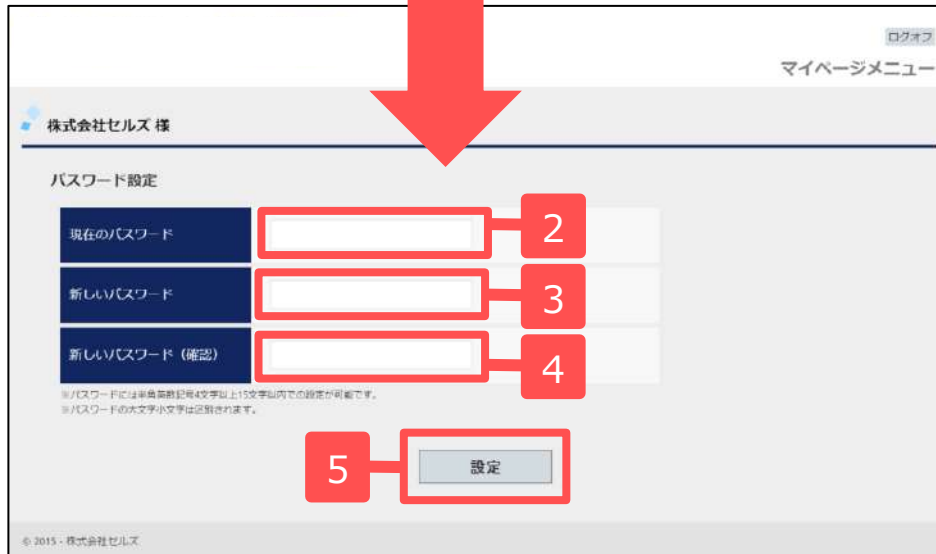 ログオフ
マイページメニュー
株式会社セルズ 様
パスワード設定
現在のパスワード
2
新しいパスワード
3
新しいパスワード（確認）
4
※パスワードには半角英数記号4文字以上15文字以内での設定が可能です。
※パスワードの大文字小文字は区別されます。
5
設定
© 2015 - 株式会社セルズ